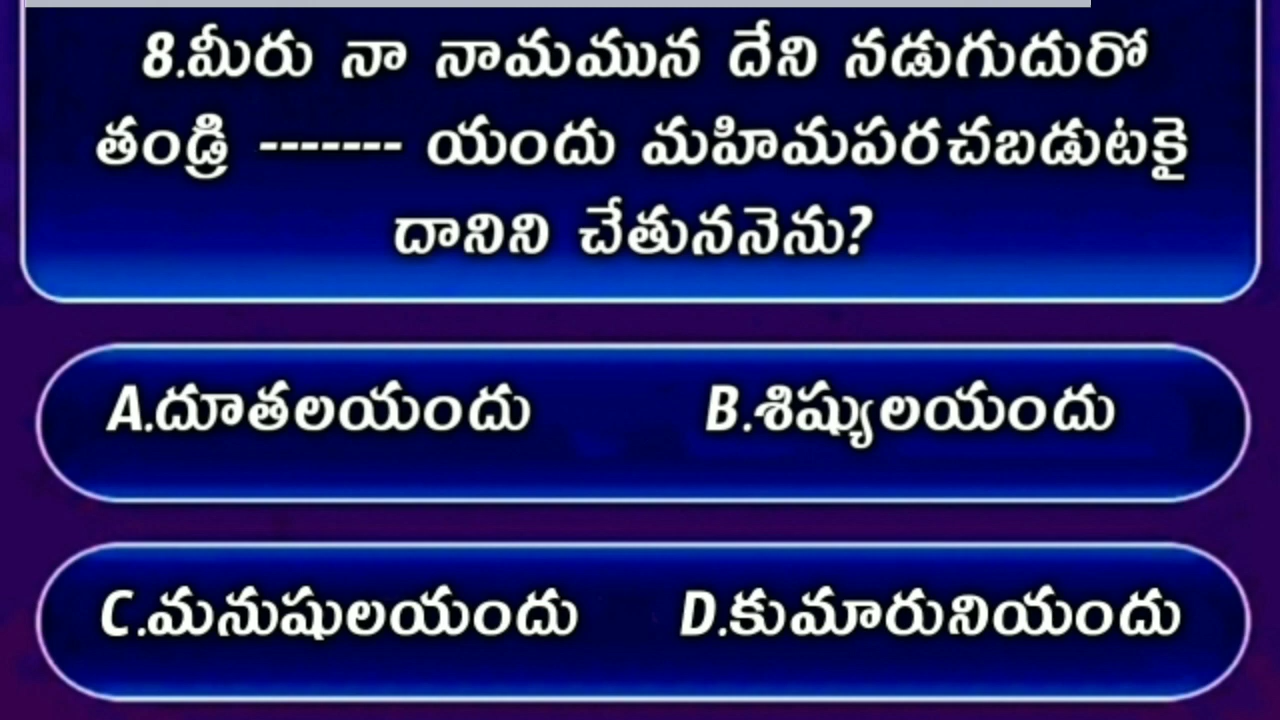 8.మీరు నా నామమున దేని నడుగుదురో
తండ్రి ------- యందు మహిమపరచబడుటకై
దానిని చేతుననెను?
A.దూతలయందు B.శిష్యులయందు
C.మనుషులయందు D.కుమారునియందు